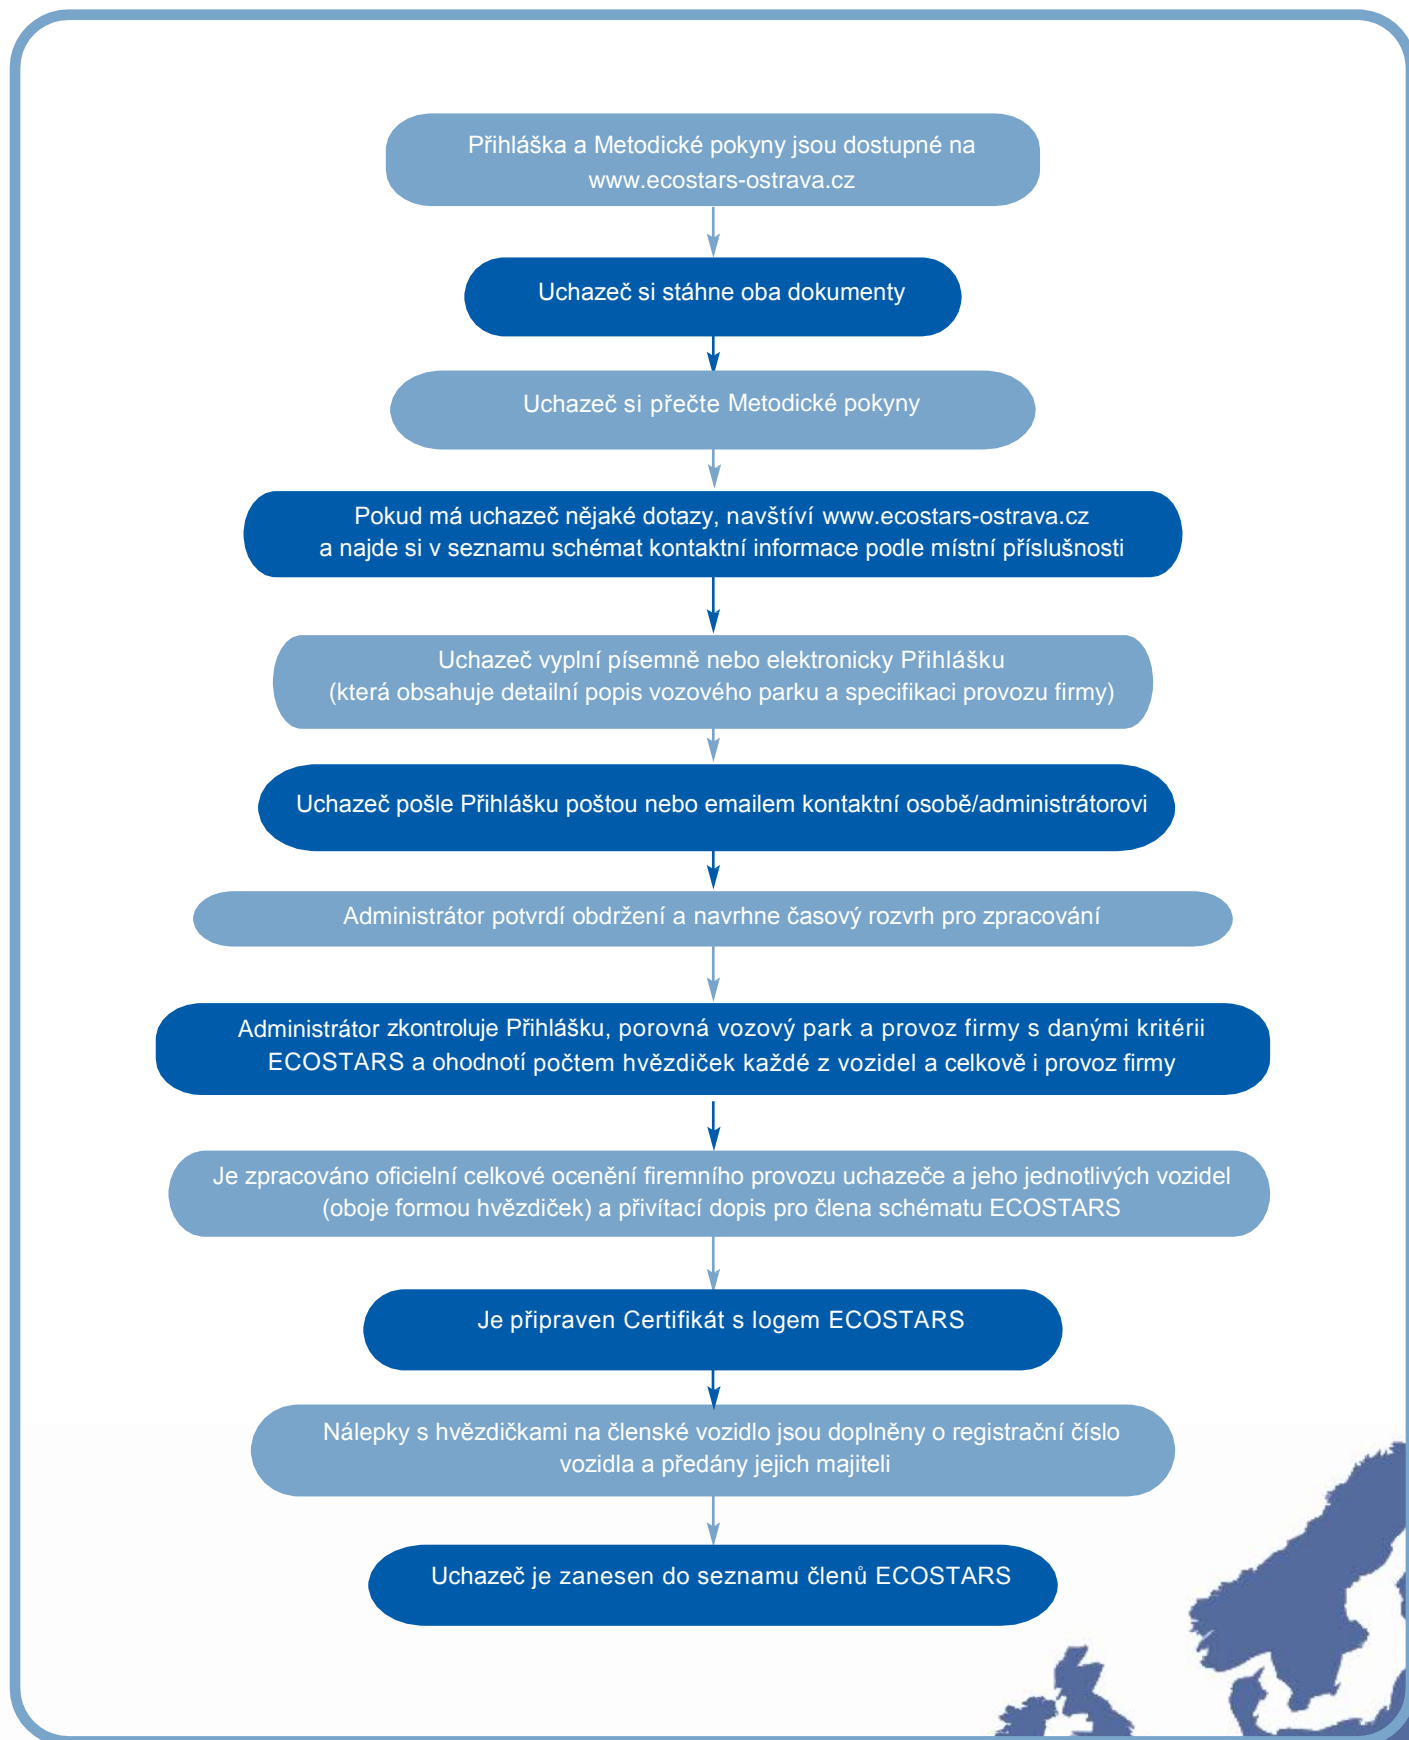 Přihláška a Metodické pokyny jsou dostupné na
www.ecostars-ostrava.cz
Uchazeč si stáhne oba dokumenty
Uchazeč si přečte Metodické pokyny
Pokud má uchazeč nějaké dotazy, navštíví www.ecostars-ostrava.cz
a najde si v seznamu schémat kontaktní informace podle místní příslušnosti
Uchazeč vyplní písemně nebo elektronicky Přihlášku
(která obsahuje detailní popis vozového parku a specifikaci provozu firmy)
Uchazeč pošle Přihlášku poštou nebo emailem kontaktní osobě/administrátorovi
Administrátor potvrdí obdržení a navrhne časový rozvrh pro zpracování
Administrátor zkontroluje Přihlášku, porovná vozový park a provoz firmy s danými kritérii
ECOSTARS a ohodnotí počtem hvězdiček každé z vozidel a celkově i provoz firmy
Je zpracováno oficielní celkové ocenění firemního provozu uchazeče a jeho jednotlivých vozidel
(oboje formou hvězdiček) a přivítací dopis pro člena schématu ECOSTARS
Je připraven Certifikát s logem ECOSTARS
Nálepky s hvězdičkami na členské vozidlo jsou doplněny o registrační číslo
vozidla a předány jejich majiteli
Uchazeč je zanesen do seznamu členů ECOSTARS